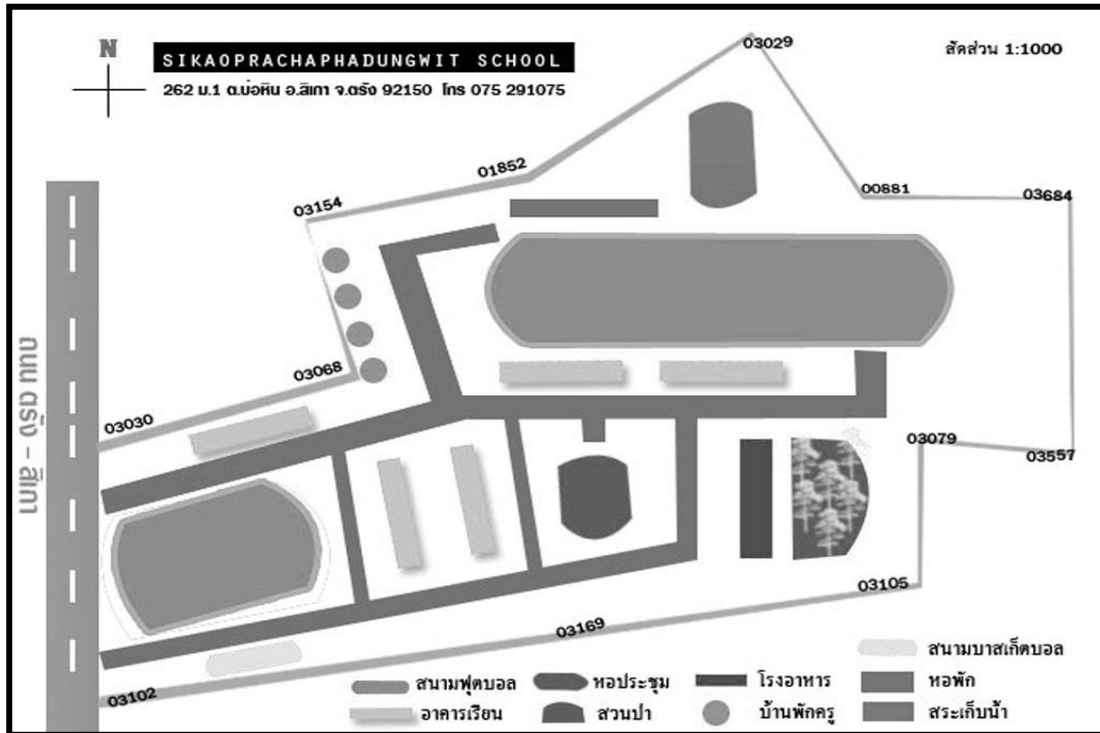 N
SIKAOPRACHAPHADUNGWIT SCHOOL
262 ม.1 ต.บ่อหิน อ.สิเกา จ.ตรัง 92150 โทร 075 291075
สัดส่วน 1:1000
03029
01852
00881
03684
03154
03068
03030
ถนน ตรัง - สิเกา
03079
03557
03105
03169
03102
สนามบาสเก็ตบอล
สนามฟุตบอล
หอประชุม
โรงอาหาร
หอพัก
อาคารเรียน
สวนป่า
บ้านพักครู
สระเก็บน้ำ